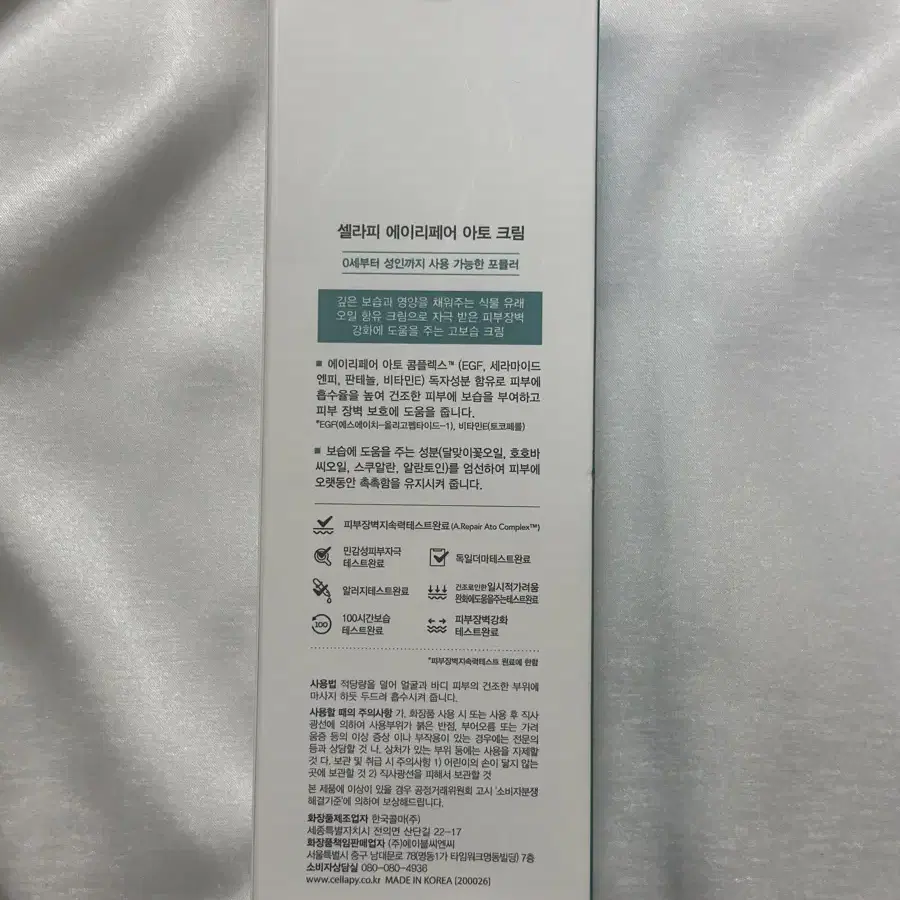 셀라피 에이리페어 아토 크림
0세부터 성인까지 사용 가능한 포뮬러
깊은 보습과 영양을 채워주는 식물 유래
오일 함유 크림으로 자극 받은 피부장벽
강화에 도움을 주는 고보습 크림
■ 에이리페어 아토 콤플렉스™ (EGF, 세라마이드
엔피, 판테놀, 비타민E) 독자성분 함유로 피부에
흡수율을 높여 건조한 피부에 보습을 부여하고
피부 장벽 보호에 도움을 줍니다.
*EGF(에스에이치-올리고펩타이드-1), 비타민E(토코페롤)
■ 보습에 도움을 주는 성분(달맞이꽃오일, 호호바
씨오일, 스쿠알란, 알란토인)를 엄선하여 피부에
오랫동안 촉촉함을 유지시켜 줍니다.
피부장벽지속력테스트완료(A.Repair Ato Complex™)
민감성피부자극
테스트완료
독일더마테스트완료
알러지테스트완료
건조로인한일시적가려움
완화에도움을주는테스트완료
100
100시간보습
테스트완료
피부장벽강화
테스트완료
*피부장벽지속력테스트 원료에 한함
사용법 적당량을 덜어 얼굴과 바디 피부의 건조한 부위에
마사지 하듯 두드려 흡수시켜 줍니다.
사용할 때의 주의사항 가. 화장품 사용 시 또는 사용 후 직사
광선에 의하여 사용부위가 붉은 반점, 부어오름 또는 가려
움증 등의 이상 증상 이나 부작용이 있는 경우에는 전문의
등과 상담할 것 나. 상처가 있는 부위 등에는 사용을 자제할
것 다. 보관 및 취급 시 주의사항 1) 어린이의 손이 닿지 않는
곳에 보관할 것 2) 직사광선을 피해서 보관할 것
본 제품에 이상이 있을 경우 공정거래위원회 고시 '소비자분쟁
해결기준'에 의하여 보상해드립니다.
화장품제조업자 한국콜마(주)
세종특별자치시 전의면 산단길 22-17
화장품책임판매업자 (주)에이블씨엔씨
서울특별시 중구 남대문로 78(명동1가 타임워크명동빌딩) 7층
소비자상담실 080-080-4936
www.cellapy.co.kr MADE IN KOREA [200026]